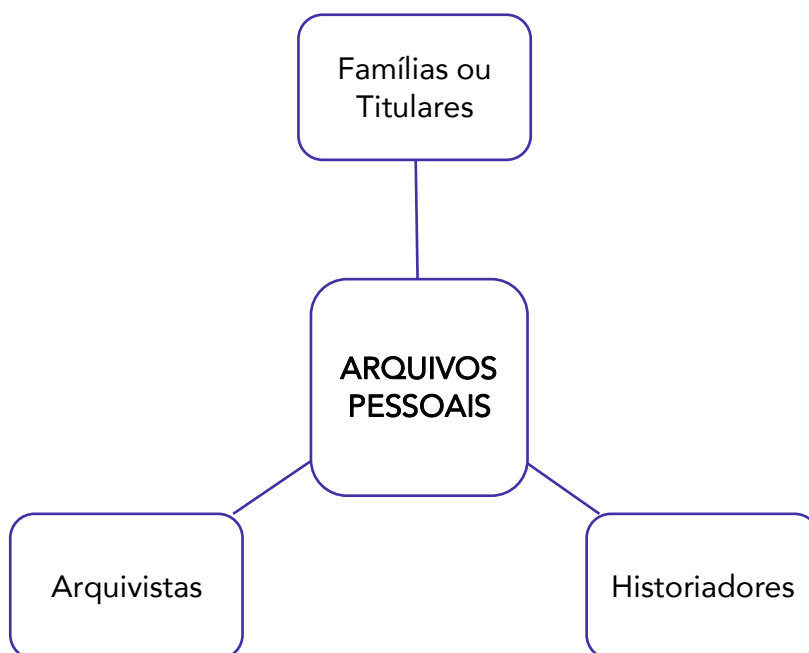 Famílias ou
Titulares
ARQUIVOS
PESSOAIS
Arquivistas
Historiadores